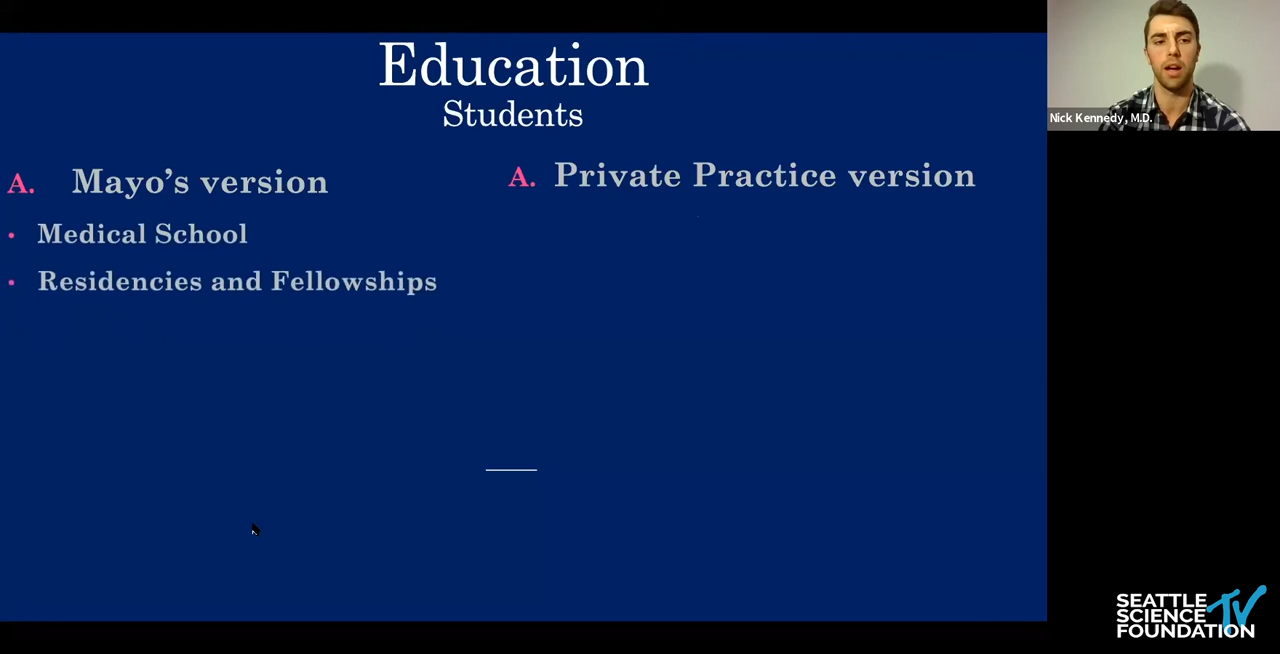 Education
Students
A. Mayo’s version
• Medical School
• Residencies and Fellowships
A. Private Practice version
Nick Kennedy, M.D.
SEATTLE
SCIENCE TV
FOUNDATION